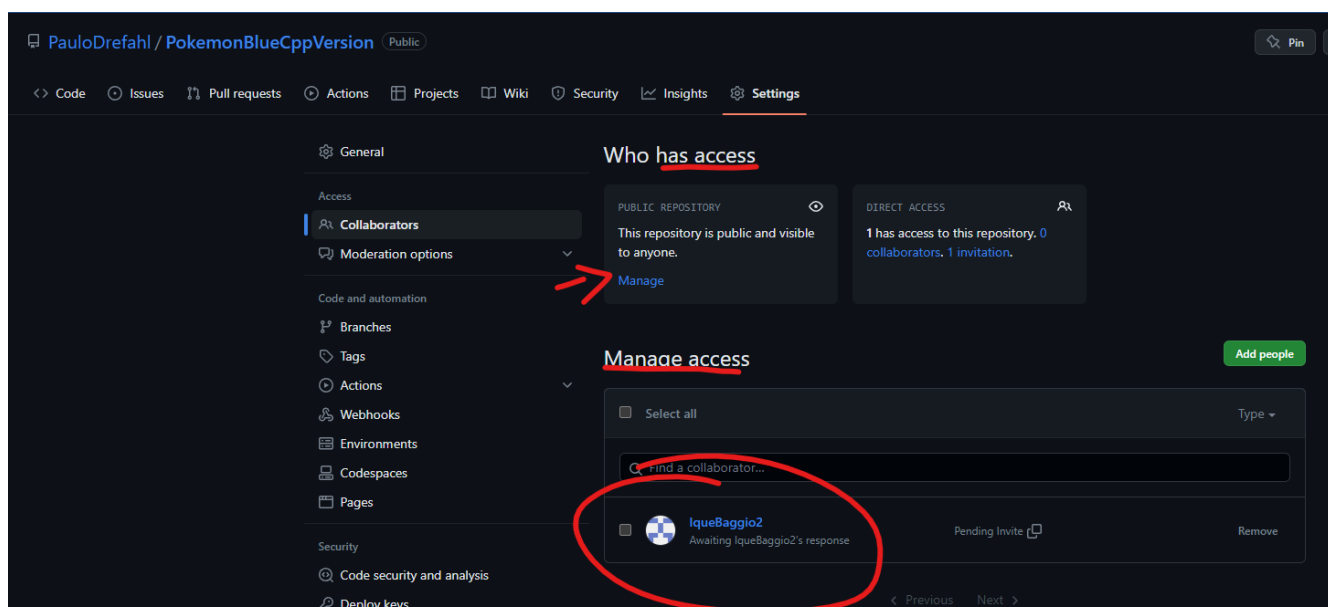 PauloDrefahl / PokemonBlueCppVersion Public
Pin
Code Issues Pull requests Actions Projects Wiki Security Insights Settings
General
Access
Collaborators
Moderation options
Code and automation
Branches
Tags
Actions
Webhooks
Environments
Codespaces
Pages
Security
Code security and analysis
Deploy keys
Who has access
PUBLIC REPOSITORY
This repository is public and visible
to anyone.
Manage
DIRECT ACCESS
1 has access to this repository. 0
collaborators. 1 invitation.
Manage access
Add people
Select all
Type
Find a collaborator...
IqueBaggio2
Awaiting IqueBaggio2's response
Pending Invite
Remove
Previous Next